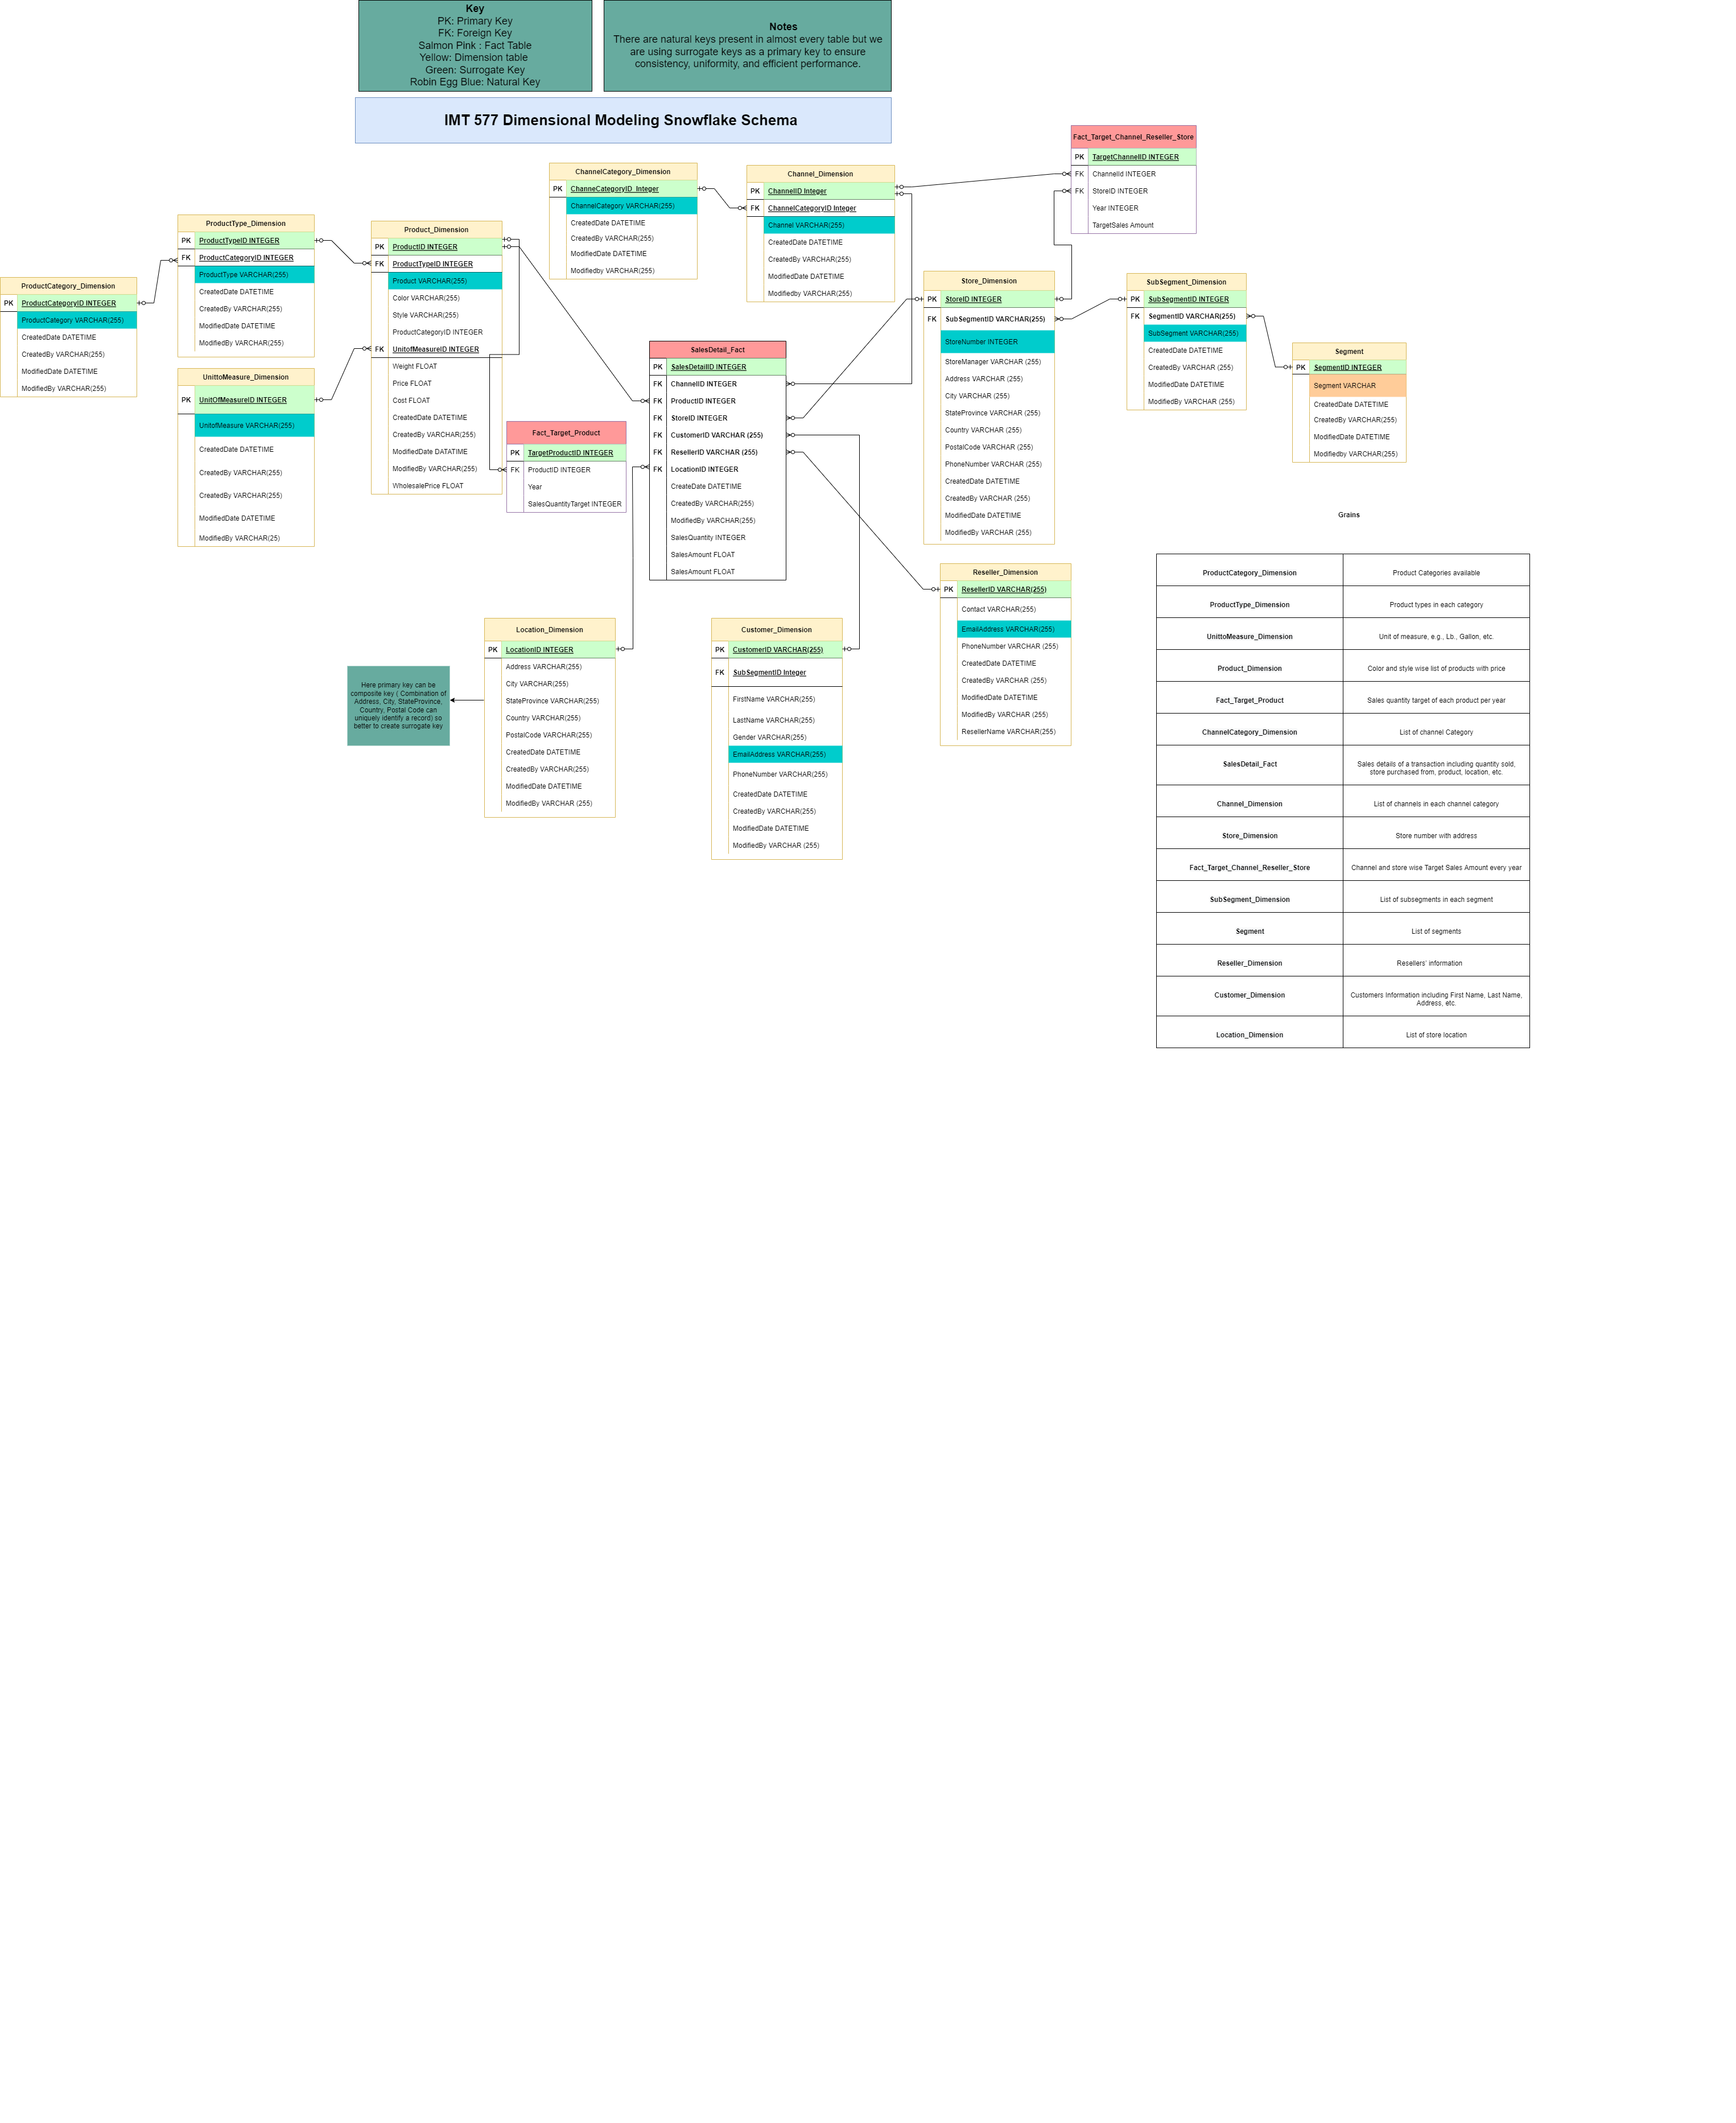 Key
PK: Primary Key
FK: Foreign Key
Salmon Pink : Fact Table
Yellow: Dimension table
Green: Surrogate Key
Robin Egg Blue: Natural Key
Notes
There are natural keys present in almost every table but we
are using surrogate keys as a primary key to ensure
consistency, uniformity, and efficient performance.
IMT 577 Dimensional Modeling Snowflake Schema
ProductCategory_Dimension
PK ProductCategoryID INTEGER
ProductCategory VARCHAR(255)
CreatedDate DATETIME
CreatedBy VARCHAR(255)
ModifiedDate DATETIME
ModifiedBy VARCHAR(255)
ProductType_Dimension
PK ProductTypeID INTEGER
FK ProductCategoryID INTEGER
ProductType VARCHAR(255)
CreatedDate DATETIME
CreatedBy VARCHAR(255)
ModifiedDate DATETIME
ModifiedBy VARCHAR(255)
UnittoMeasure_Dimension
PK UnitOfMeasureID INTEGER
UnitofMeasure VARCHAR(255)
CreatedDate DATETIME
CreatedBy VARCHAR(255)
CreatedBy VARCHAR(255)
ModifiedDate DATETIME
ModifiedBy VARCHAR(25)
Product_Dimension
PK ProductID INTEGER
FK ProductTypeID INTEGER
Product VARCHAR(255)
Color VARCHAR(255)
Style VARCHAR(255)
ProductCategoryID INTEGER
FK UnitofMeasureID INTEGER
Weight FLOAT
Price FLOAT
Cost FLOAT
CreatedDate DATETIME
CreatedBy VARCHAR(255)
ModifiedDate DATATIME
ModifiedBy VARCHAR(255)
WholesalePrice FLOAT
Fact_Target_Product
PK TargetProductID INTEGER
FK ProductID INTEGER
Year
SalesQuantityTarget INTEGER
ChannelCategory_Dimension
PK ChanneCategoryID Integer
ChannelCategory VARCHAR(255)
CreatedDate DATETIME
CreatedBy VARCHAR(255)
ModifiedDate DATETIME
Modifiedby VARCHAR(255)
Channel_Dimension
PK ChannelID Integer
FK ChannelCategoryID Integer
Channel VARCHAR(255)
CreatedDate DATETIME
CreatedBy VARCHAR(255)
ModifiedDate DATETIME
Modifiedby VARCHAR(255)
Fact_Target_Channel_Reseller_Store
PK TargetChannelID INTEGER
FK ChannelId INTEGER
FK StoreID INTEGER
Year INTEGER
TargetSales Amount
SalesDetail_Fact
PK SalesDetailID INTEGER
FK ChannelID INTEGER
FK ProductID INTEGER
FK StoreID INTEGER
FK CustomerID VARCHAR (255)
FK ResellerID VARCHAR (255)
FK LocationID INTEGER
CreateDate DATETIME
CreatedBy VARCHAR(255)
ModifiedBy VARCHAR(255)
SalesQuantity INTEGER
SalesAmount FLOAT
SalesAmount FLOAT
Store_Dimension
PK StoreID INTEGER
FK SubSegmentID VARCHAR(255)
StoreNumber INTEGER
StoreManager VARCHAR (255)
Address VARCHAR (255)
City VARCHAR (255)
StateProvince VARCHAR (255)
Country VARCHAR (255)
PostalCode VARCHAR (255)
PhoneNumber VARCHAR (255)
CreatedDate DATETIME
CreatedBy VARCHAR (255)
ModifiedDate DATETIME
ModifiedBy VARCHAR (255)
SubSegment_Dimension
PK SubSegmentID INTEGER
FK SegmentID VARCHAR(255)
SubSegment VARCHAR(255)
CreatedDate DATETIME
CreatedBy VARCHAR (255)
ModifiedDate DATETIME
ModifiedBy VARCHAR (255)
Segment
PK SegmentID INTEGER
Segment VARCHAR
CreatedDate DATETIME
CreatedBy VARCHAR(255)
ModifiedDate DATETIME
Modifiedby VARCHAR(255)
Location_Dimension
PK LocationID INTEGER
Address VARCHAR(255)
City VARCHAR(255)
StateProvince VARCHAR(255)
Country VARCHAR(255)
PostalCode VARCHAR(255)
CreatedDate DATETIME
CreatedBy VARCHAR(255)
ModifiedDate DATETIME
ModifiedBy VARCHAR (255)
Here primary key can be
composite key ( Combination of
Address, City, StateProvince,
Country, Postal Code can
uniquely identify a record) so
better to create surrogate key
Customer_Dimension
PK CustomerID VARCHAR(255)
FK SubSegmentID Integer
FirstName VARCHAR(255)
LastName VARCHAR(255)
Gender VARCHAR(255)
EmailAddress VARCHAR(255)
PhoneNumber VARCHAR(255)
CreatedDate DATETIME
CreatedBy VARCHAR(255)
ModifiedDate DATETIME
ModifiedBy VARCHAR (255)
Reseller_Dimension
PK ResellerID VARCHAR(255)
Contact VARCHAR(255)
EmailAddress VARCHAR(255)
PhoneNumber VARCHAR (255)
CreatedDate DATETIME
CreatedBy VARCHAR (255)
ModifiedDate DATETIME
ModifiedBy VARCHAR (255)
ResellerName VARCHAR(255)
Grains
ProductCategory_Dimension Product Categories available
ProductType_Dimension Product types in each category
UnittoMeasure_Dimension Unit of measure, e.g., Lb., Gallon, etc.
Product_Dimension Color and style wise list of products with price
Fact_Target_Product Sales quantity target of each product per year
ChannelCategory_Dimension List of channel Category
SalesDetail_Fact Sales details of a transaction including quantity sold,
store purchased from, product, location, etc.
Channel_Dimension List of channels in each channel category
Store_Dimension Store number with address
Fact_Target_Channel_Reseller_Store Channel and store wise Target Sales Amount every year
SubSegment_Dimension List of subsegments in each segment
Segment List of segments
Reseller_Dimension Resellers' information
Customer_Dimension Customers Information including First Name, Last Name,
Address, etc.
Location_Dimension List of store location